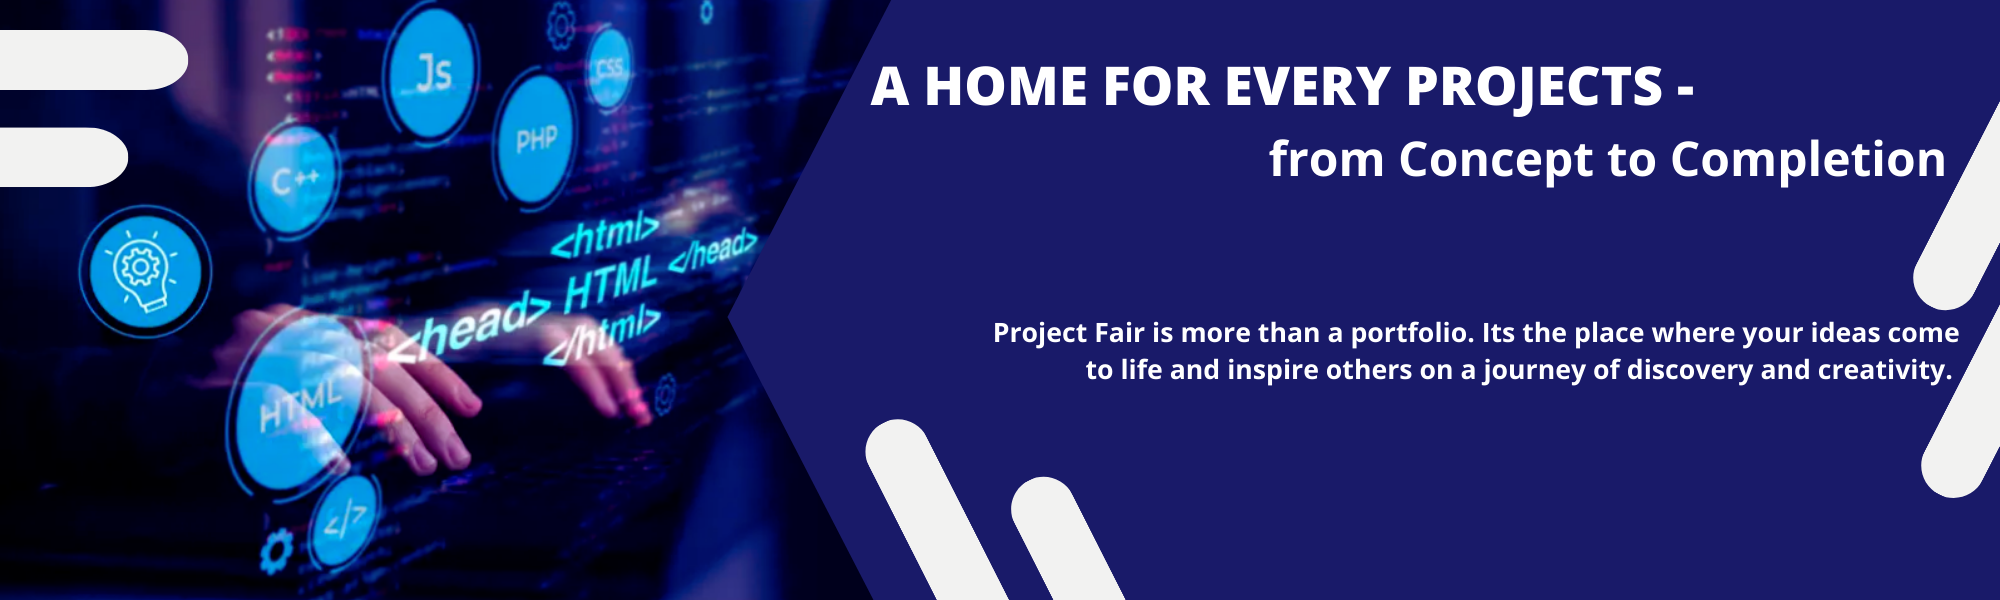 A HOME FOR EVERY PROJECTS -
from Concept to Completion
Project Fair is more than a portfolio. Its the place where your ideas come
to life and inspire others on a journey of discovery and creativity.
Js
CSS
PHP
C++
<html>
<head> HTML </head>
</html>
HTML
</>